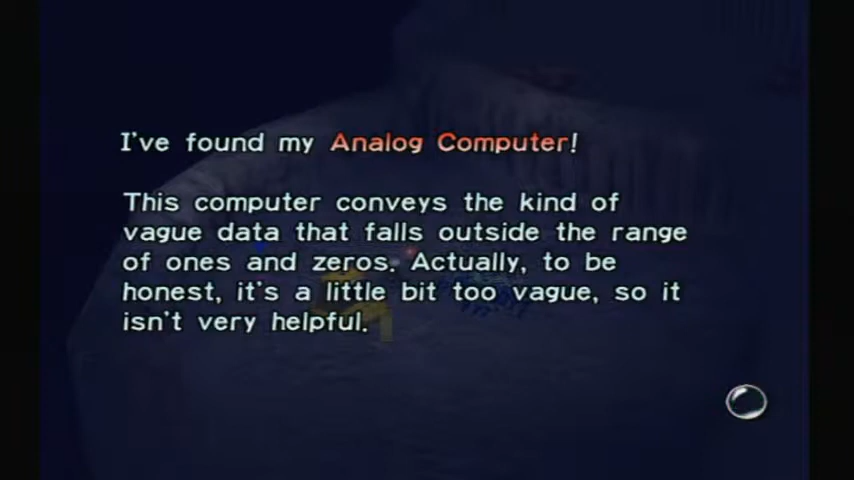 I've found my Analog Computer!
This computer conveys the kind of
vague data that falls outside the range
of ones and zeros. Actually, to be
honest, it's a little bit too vague, so it
isn't very helpful.